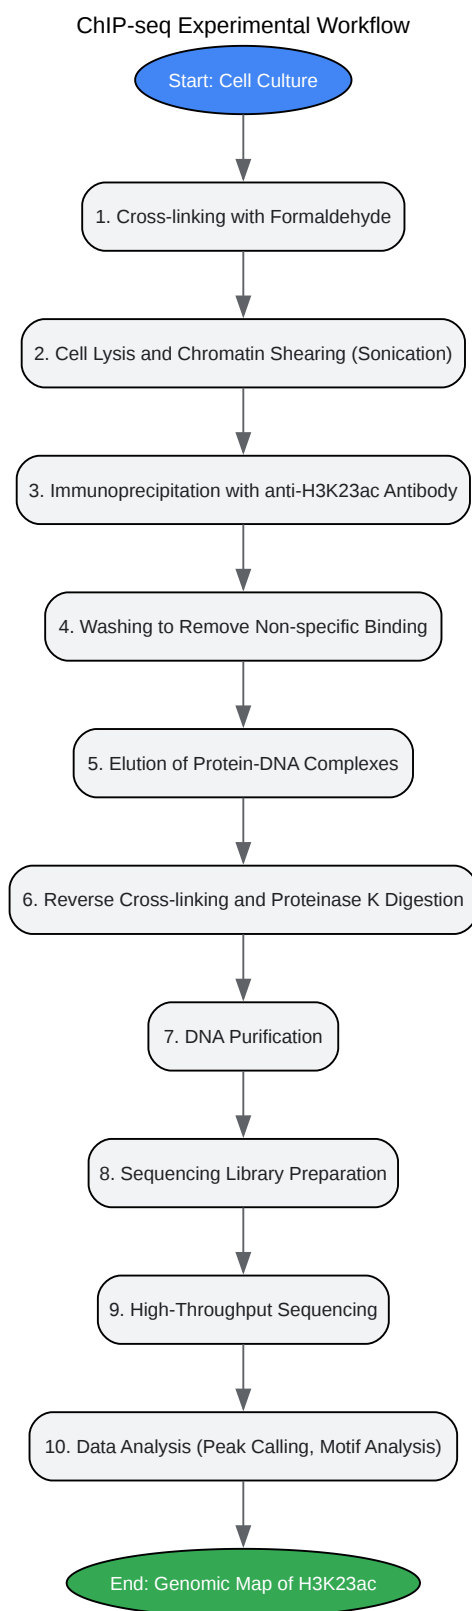 ChIP-seq Experimental Workflow
Start: Cell Culture
1. Cross-linking with Formaldehyde
2. Cell Lysis and Chromatin Shearing (Sonication)
3. Immunoprecipitation with anti-H3K23ac Antibody
4. Washing to Remove Non-specific Binding
5. Elution of Protein-DNA Complexes
6. Reverse Cross-linking and Proteinase K Digestion
7. DNA Purification
8. Sequencing Library Preparation
9. High-Throughput Sequencing
10. Data Analysis (Peak Calling, Motif Analysis)
End: Genomic Map of H3K23ac